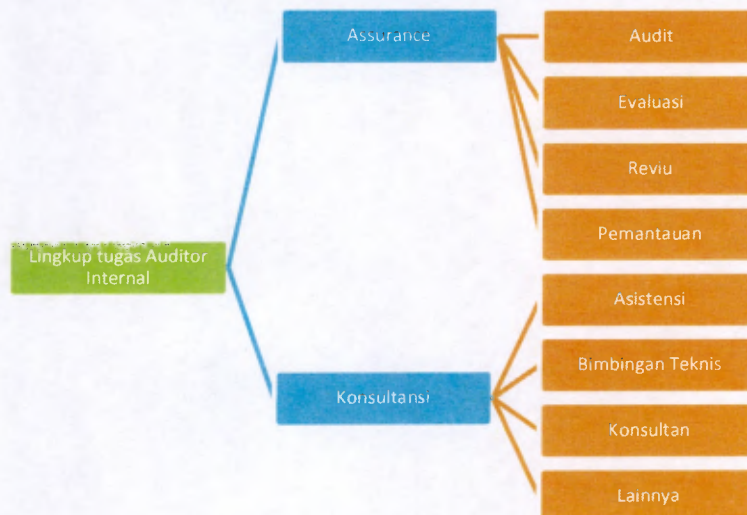 Lingkup tugas Auditor
Internal
Assurance
Audit
Evaluasi
Reviu
Pemantauan
Konsultansi
Asistensi
Bimbingan Teknis
Konsultan
Lainnya